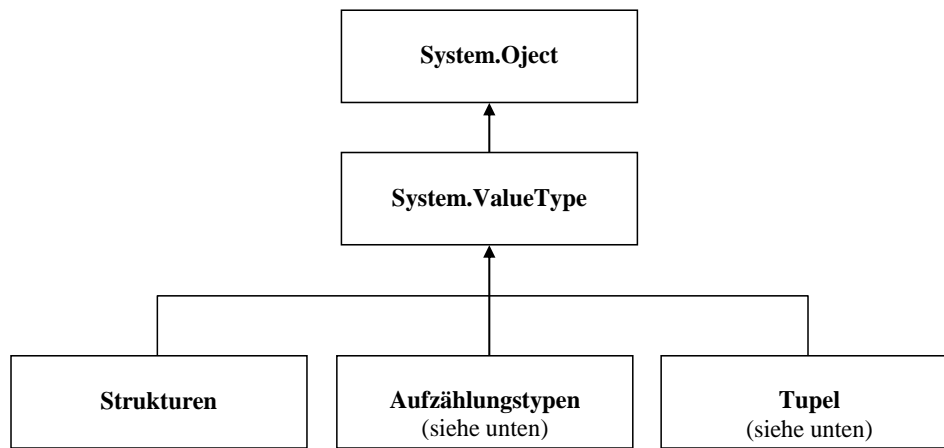 System.Oject
System.ValueType
Strukturen
Aufzählungstypen
(siehe unten)
Tupel
(siehe unten)